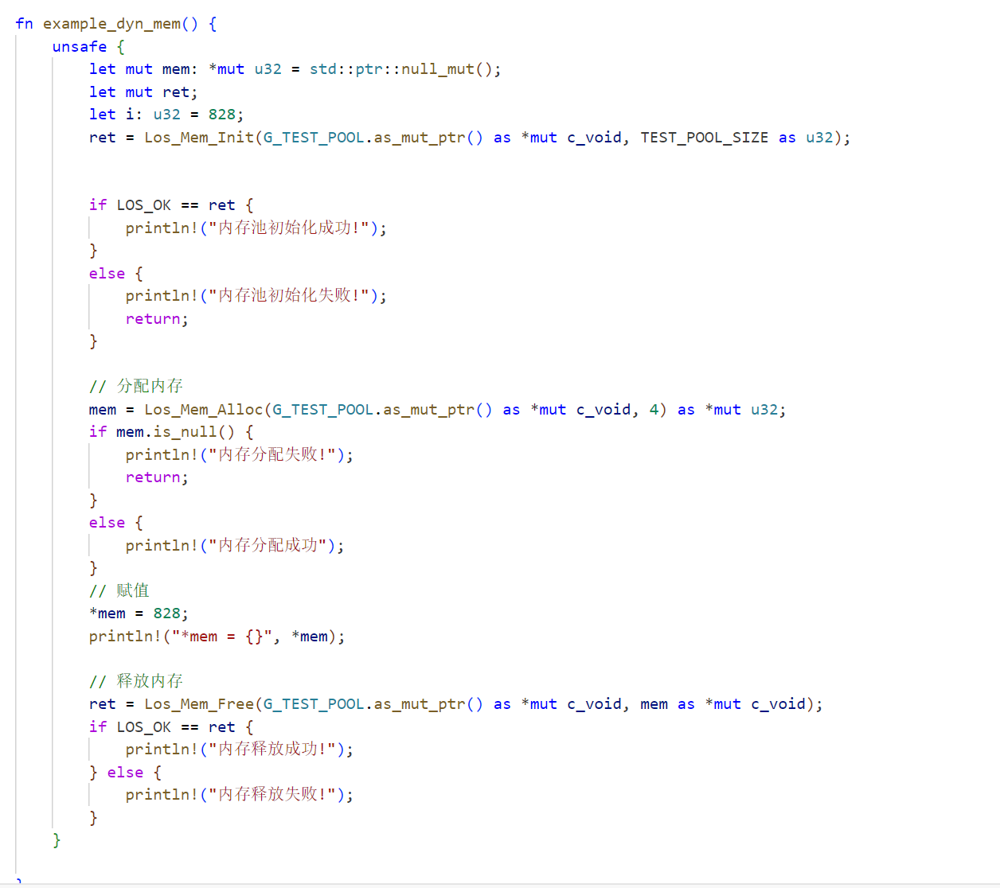 fn example_dyn_mem() {
unsafe {
let mut mem: *mut u32 = std::ptr::null_mut();
let mut ret;
let i: u32 = 828;
ret = Los_Mem_Init(G_TEST_POOL.as_mut_ptr() as *mut c_void, TEST_POOL_SIZE as u32);
if LOS_OK == ret {
println!("内存池初始化成功!");
}
else {
println!("内存池初始化失败!");
return;
}
// 分配内存
mem = Los_Mem_Alloc(G_TEST_POOL.as_mut_ptr() as *mut c_void, 4) as *mut u32;
if mem.is_null() {
println!("内存分配失败!");
return;
}
else {
println!("内存分配成功");
}
// 赋值
*mem = 828;
println!("*mem = {}", *mem);
// 释放内存
ret = Los_Mem_Free(G_TEST_POOL.as_mut_ptr() as *mut c_void, mem as *mut c_void);
if LOS_OK == ret {
println!("内存释放成功!");
} else {
println!("内存释放失败!");
}
}